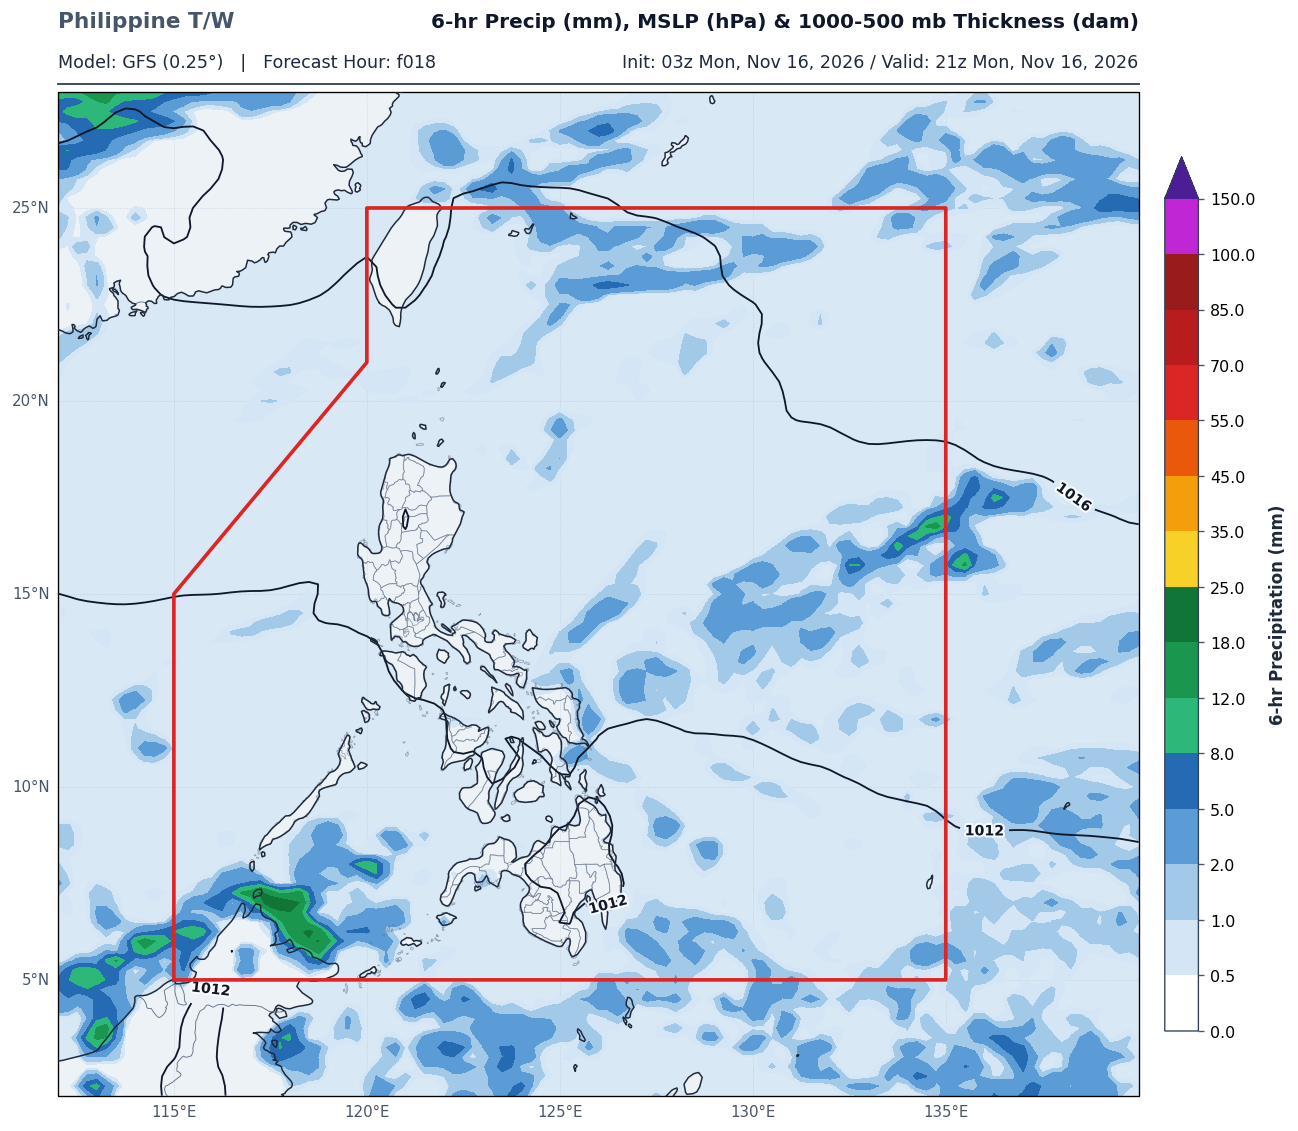 Philippine T/W
6-hr Precip (mm), MSLP (hPa) & 1000-500 mb Thickness (dam)
Model: GFS (0.25°)   |   Forecast Hour: f018
Init: 03z Mon, Nov 16, 2026 / Valid: 21z Mon, Nov 16, 2026
25°N
20°N
15°N
10°N
5°N
115°E
120°E
125°E
130°E
135°E
1016
1012
1012
1012
150.0
100.0
85.0
70.0
55.0
45.0
35.0
25.0
18.0
12.0
8.0
5.0
2.0
1.0
0.5
0.0
6-hr Precipitation (mm)